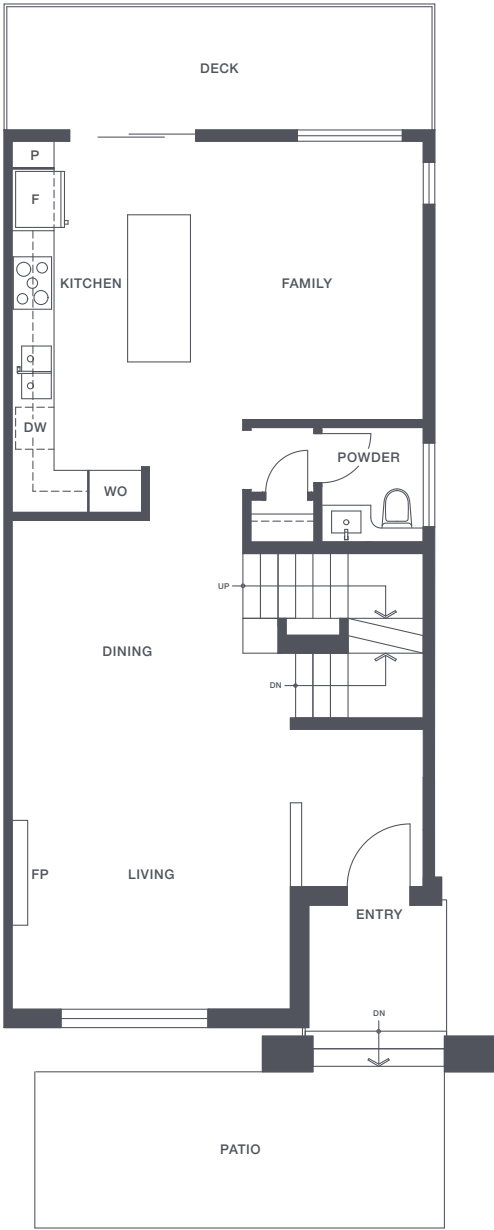 DECK
P
F
KITCHEN
FAMILY
DW
POWDER
WO
UP
DINING
DN
FP
LIVING
ENTRY
DN
PATIO